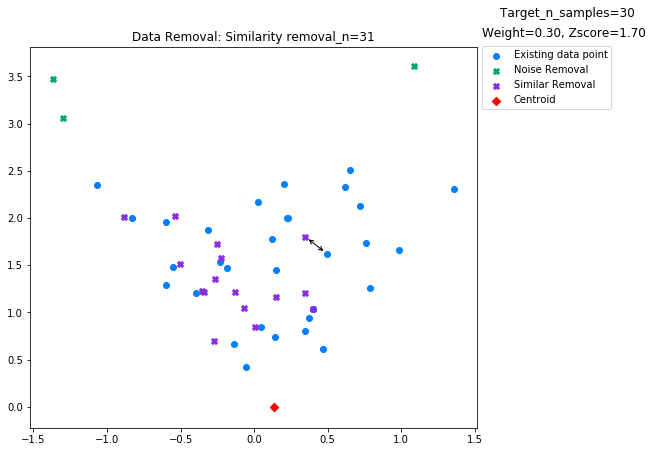 Target_n_samples=30
Weight=0.30, Zscore=1.70
Data Removal: Similarity removal_n=31
Existing data point
Noise Removal
Similar Removal
Centroid
3.5
3.0
2.5
2.0
1.5
1.0
0.5
0.0
−1.5 −1.0 −0.5 0.0 0.5 1.0 1.5